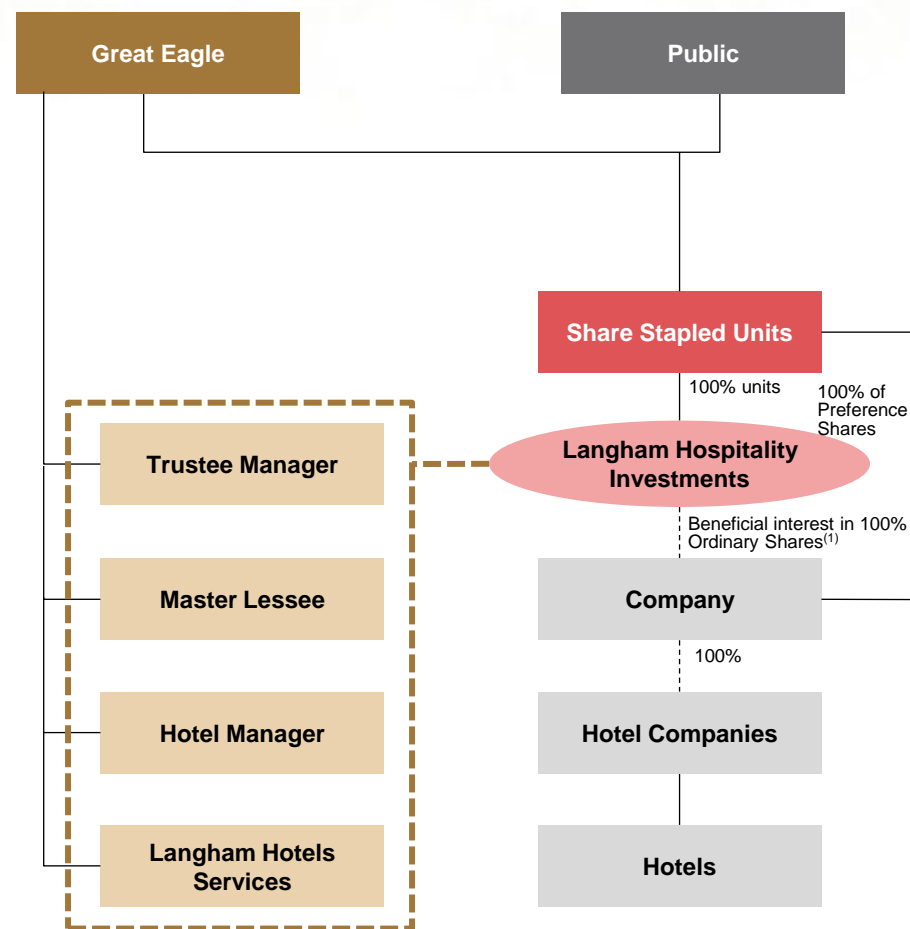 Great Eagle
Public
Share Stapled Units
100% units
100% of
Preference
Shares
Trustee Manager
Langham Hospitality
Investments
Beneficial interest in 100%
Ordinary Shares(1)
Master Lessee
Company
100%
Hotel Manager
Hotel Companies
Langham Hotels
Services
Hotels